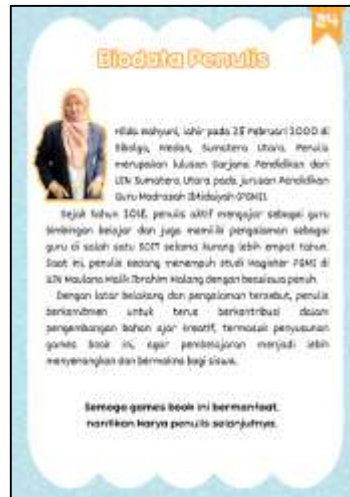 24
Biodata Penulis
Hilda Wahyuni, lahir pada 25 Februari 2000 di
Sibolga, Medan, Sumatera Utara. Penulis
merupakan lulusan Sarjana Pendidikan dari
UIN Sumatera Utara pada jurusan Pendidikan
Guru Madrasah Ibtidaiyah (PGMI).
Sejak tahun 2018, penulis aktif mengajar sebagai guru
bimbingan belajar dan juga memiliki pengalaman sebagai
guru di salah satu SDIT selama kurang lebih empat tahun.
Saat ini, penulis sedang menempuh studi Magister PGMI di
UIN Maulana Malik Ibrahim Malang dengan beasiswa penuh.
Dengan latar belakang dan pengalaman tersebut, penulis
berkomitmen untuk terus berkontribusi dalam
pengembangan bahan ajar kreatif, termasuk penyusunan
games book ini, agar pembelajaran menjadi lebih
menyenangkan dan bermakna bagi siswa.
Semoga games book ini bermanfaat,
nantikan karya penulis selanjutnya.